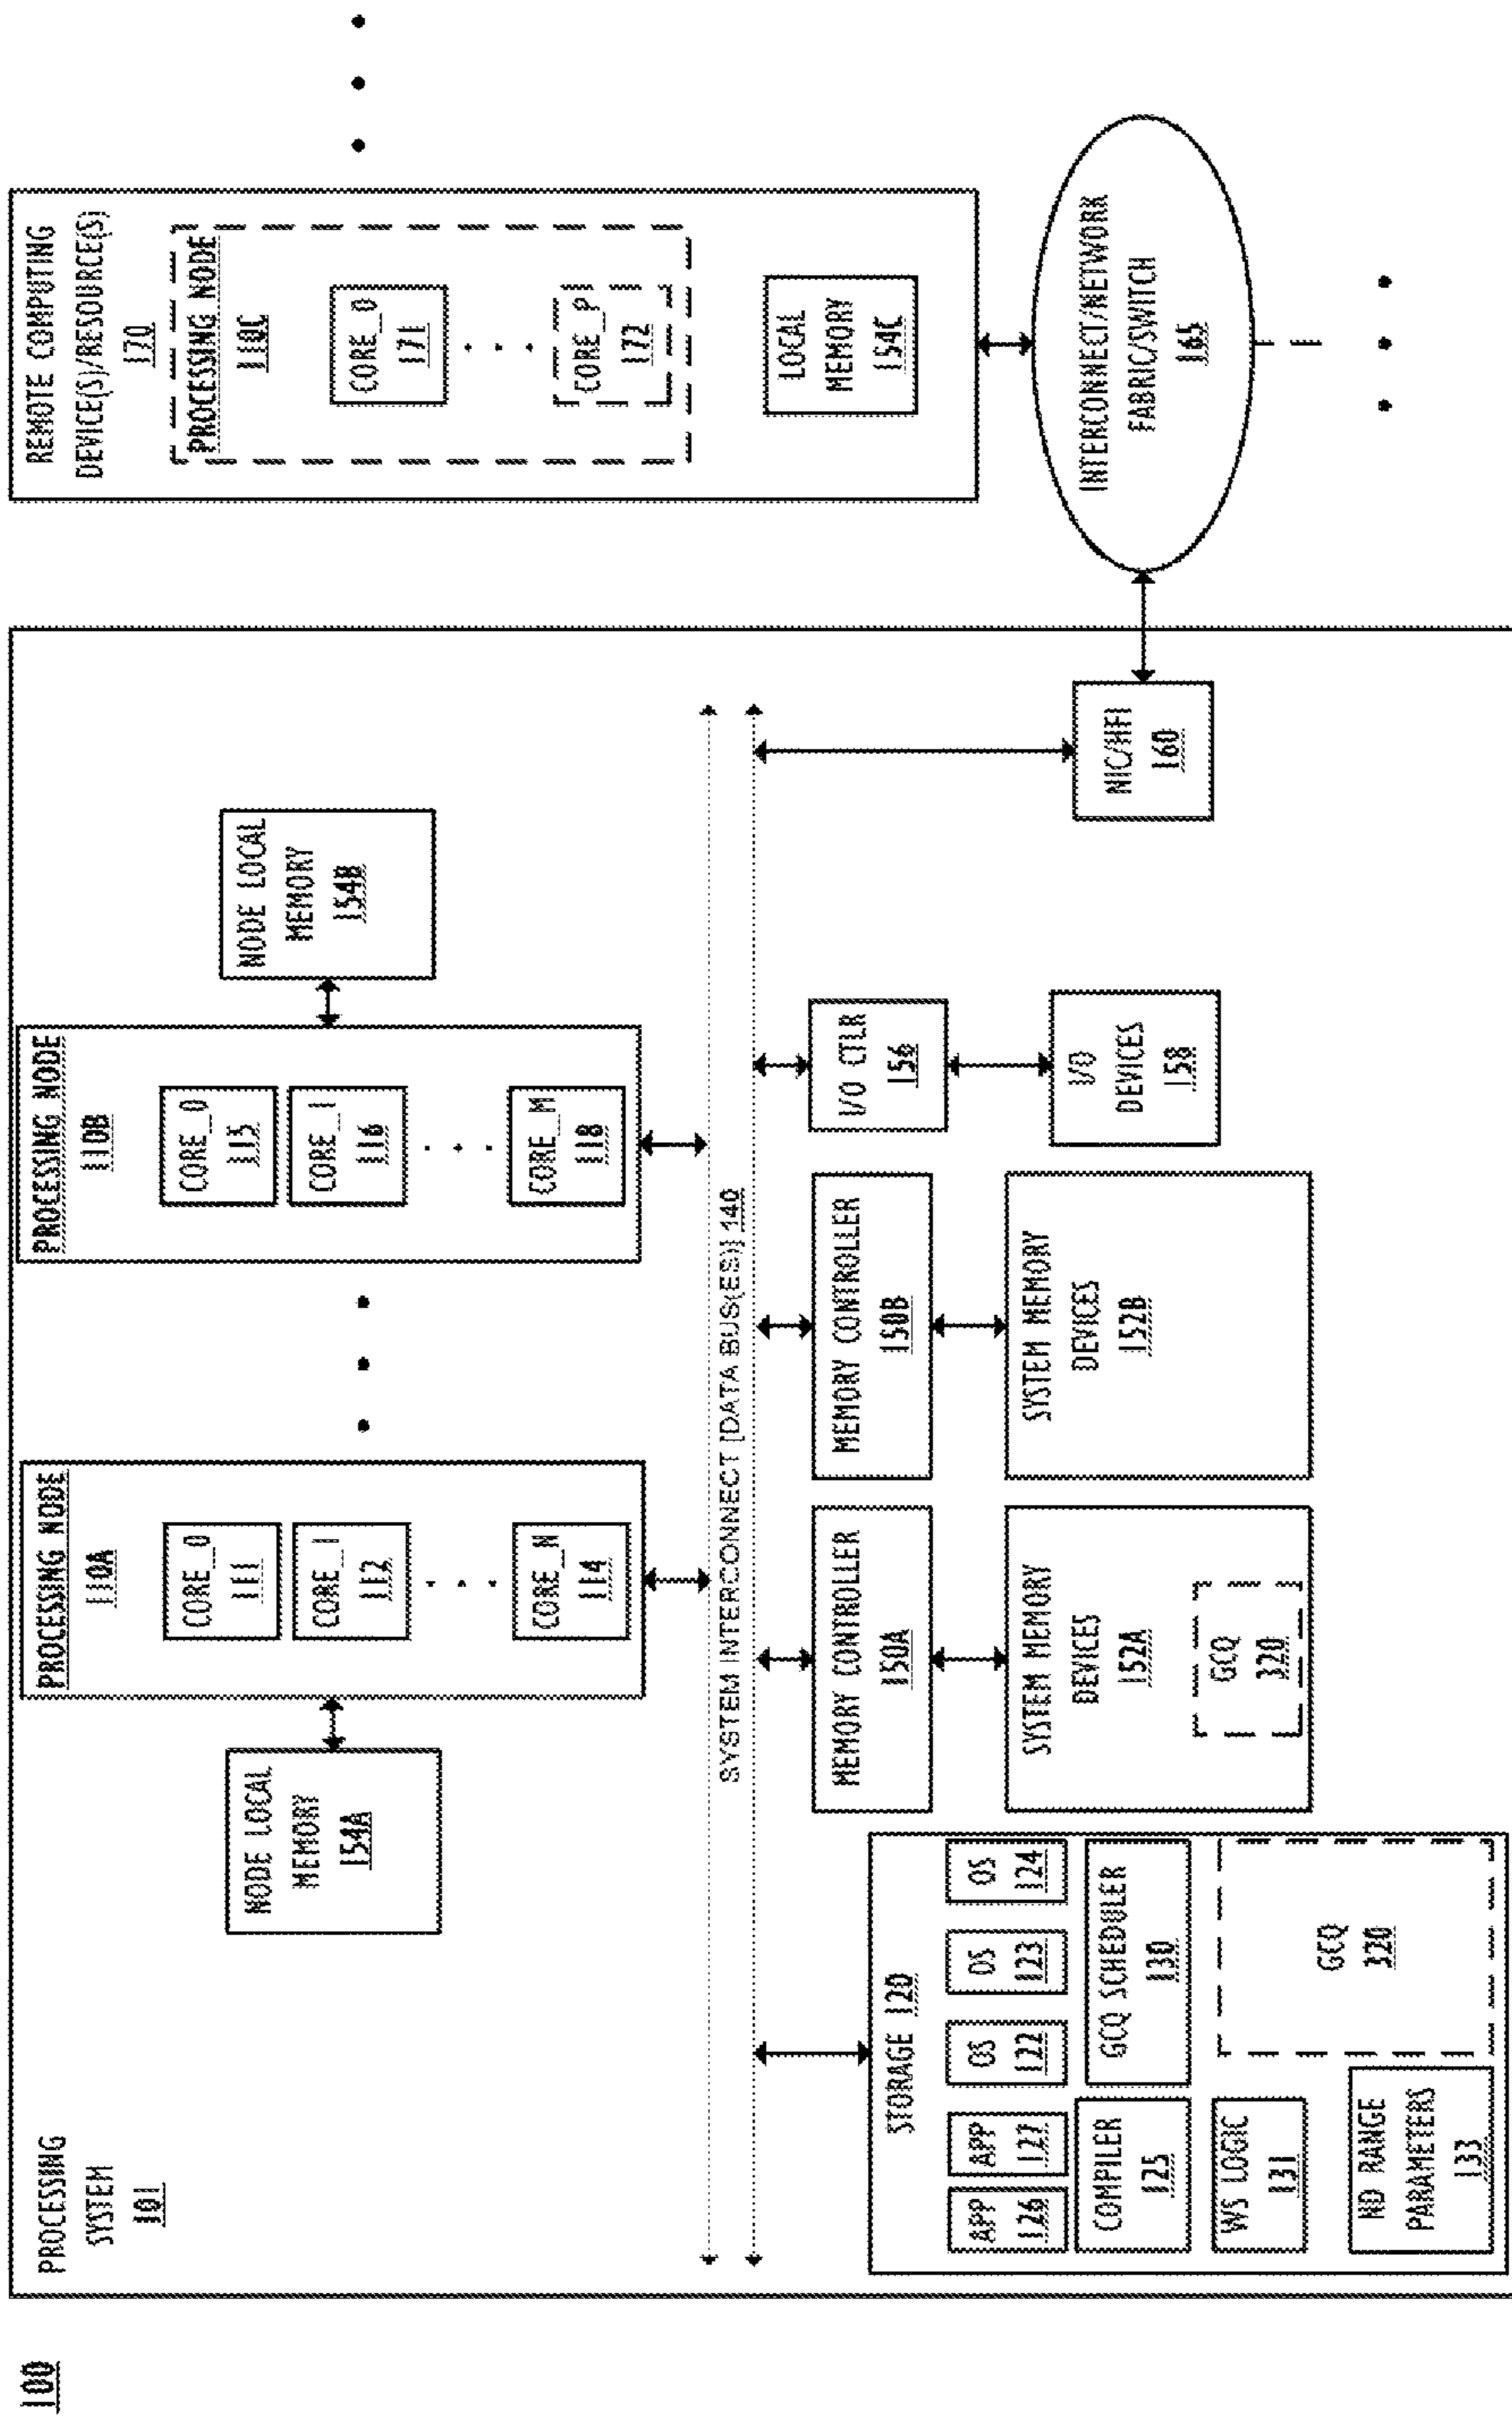 100
PROCESSING
SYSTEM
101
NODE LOCAL
MEMORY
154A
PROCESSING NODE
110A
CORE_0
111
CORE_1
112
CORE_N
114
PROCESSING NODE
110B
CORE_0
115
CORE_1
116
CORE_M
118
NODE LOCAL
MEMORY
154B
SYSTEM INTERCONNECT [DATA BUS(ES)] 140
STORAGE 120
APP
126
APP
127
OS
122
OS
123
OS
124
COMPILER
125
GCQ SCHEDULER
130
WS LOGIC
131
GCQ
320
ND RANGE
PARAMETERS
133
MEMORY CONTROLLER
150A
SYSTEM MEMORY
DEVICES
152A
GCQ
320
MEMORY CONTROLLER
150B
SYSTEM MEMORY
DEVICES
152B
I/O CTLR
156
I/O
DEVICES
158
NIC/HFI
160
REMOTE COMPUTING
DEVICE(S)/RESOURCE(S)
170
PROCESSING NODE
110C
CORE_0
171
CORE_P
172
LOCAL
MEMORY
154C
INTERCONNECT/NETWORK
FABRIC/SWITCH
165